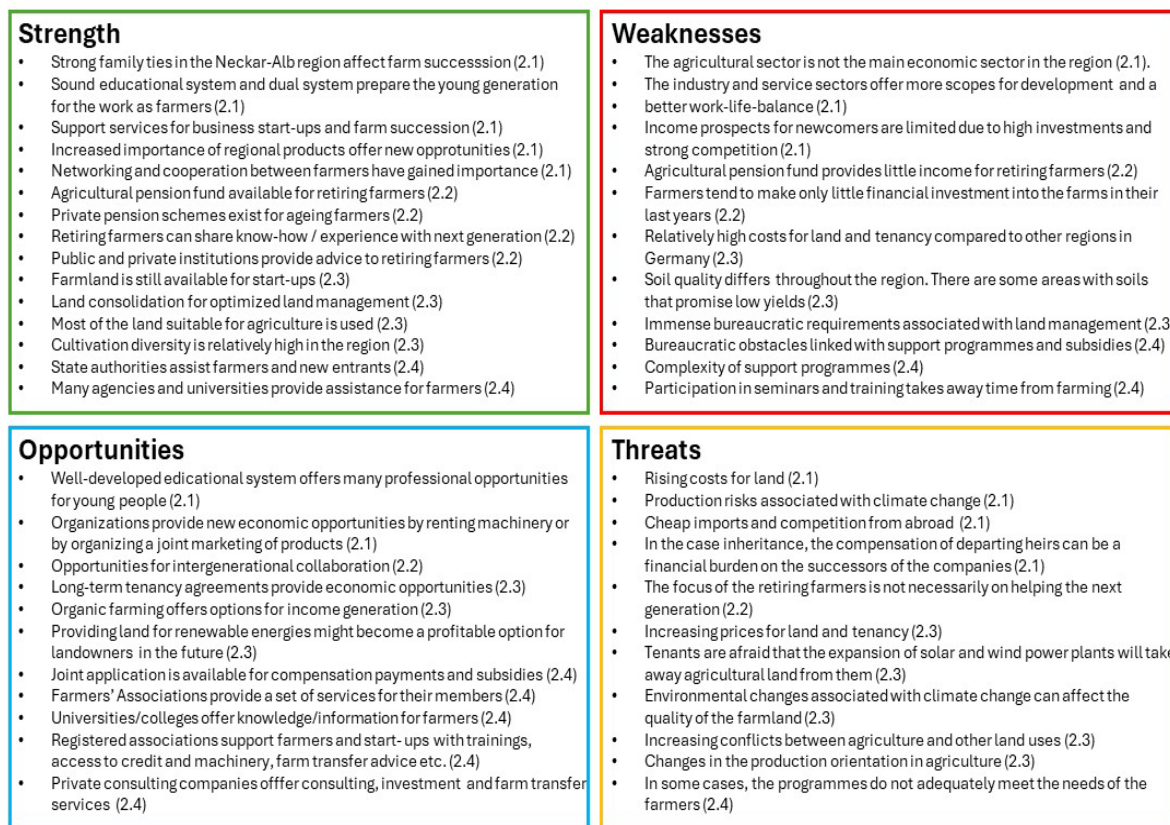 Strength
• Strong family ties in the Neckar-Alb region affect farm successsion (2.1)
• Sound educational system and dual system prepare the young generation
for the work as farmers (2.1)
• Support services for business start-ups and farm succession (2.1)
• Increased importance of regional products offer new opprotunities (2.1)
• Networking and cooperation between farmers have gained importance (2.1)
• Agricultural pension fund available for retiring farmers (2.2)
• Private pension schemes exist for ageing farmers (2.2)
• Retiring farmers can share know-how / experience with next generation (2.2)
• Public and private institutions provide advice to retiring farmers (2.2)
• Farmland is still available for start-ups (2.3)
• Land consolidation for optimized land management (2.3)
• Most of the land suitable for agriculture is used (2.3)
• Cultivation diversity is relatively high in the region (2.3)
• State authorities assist farmers and new entrants (2.4)
• Many agencies and universities provide assistance for farmers (2.4)
Weaknesses
• The agricultural sector is not the main economic sector in the region (2.1).
• The industry and service sectors offer more scopes for development and a
• better work-life-balance (2.1)
• Income prospects for newcomers are limited due to high investments and
strong competition (2.1)
• Agricultural pension fund provides little income for retiring farmers (2.2)
• Farmers tend to make only little financial investment into the farms in their
last years (2.2)
• Relatively high costs for land and tenancy compared to other regions in
Germany (2.3)
• Soil quality differs throughout the region. There are some areas with soils
that promise low yields (2.3)
• Immense bureaucratic requirements associated with land management (2.3
• Bureaucratic obstacles linked with support programmes and subsidies (2.4)
• Complexity of support programmes (2.4)
• Participation in seminars and training takes away time from farming (2.4)
Opportunities
• Well-developed edicational system offers many professional opportunities
for young people (2.1)
• Organizations provide new economic opportunities by renting machinery or
by organizing a joint marketing of products (2.1)
• Opportunities for intergenerational collaboration (2.2)
• Long-term tenancy agreements provide economic opportunities (2.3)
• Organic farming offers options for income generation (2.3)
• Providing land for renewable energies might become a profitable option for
landowners in the future (2.3)
• Joint application is available for compensation payments and subsidies (2.4)
• Farmers' Associations provide a set of services for their members (2.4)
• Universities/colleges offer knowledge/information for farmers (2.4)
• Registered associations support farmers and start- ups with trainings,
access to credit and machinery, farm transfer advice etc. (2.4)
• Private consulting companies offfer consulting, investment and farm transfer
services (2.4)
Threats
• Rising costs for land (2.1)
• Production risks associated with climate change (2.1)
• Cheap imports and competition from abroad (2.1)
• In the case inheritance, the compensation of departing heirs can be a
financial burden on the successors of the companies (2.1)
• The focus of the retiring farmers is not necessarily on helping the next
generation (2.2)
• Increasing prices for land and tenancy (2.3)
• Tenants are afraid that the expansion of solar and wind power plants will take
away agricultural land from them (2.3)
• Environmental changes associated with climate change can affect the
quality of the farmland (2.3)
• Increasing conflicts between agriculture and other land uses (2.3)
• Changes in the production orientation in agriculture (2.3)
• In some cases, the programmes do not adequately meet the needs of the
farmers (2.4)